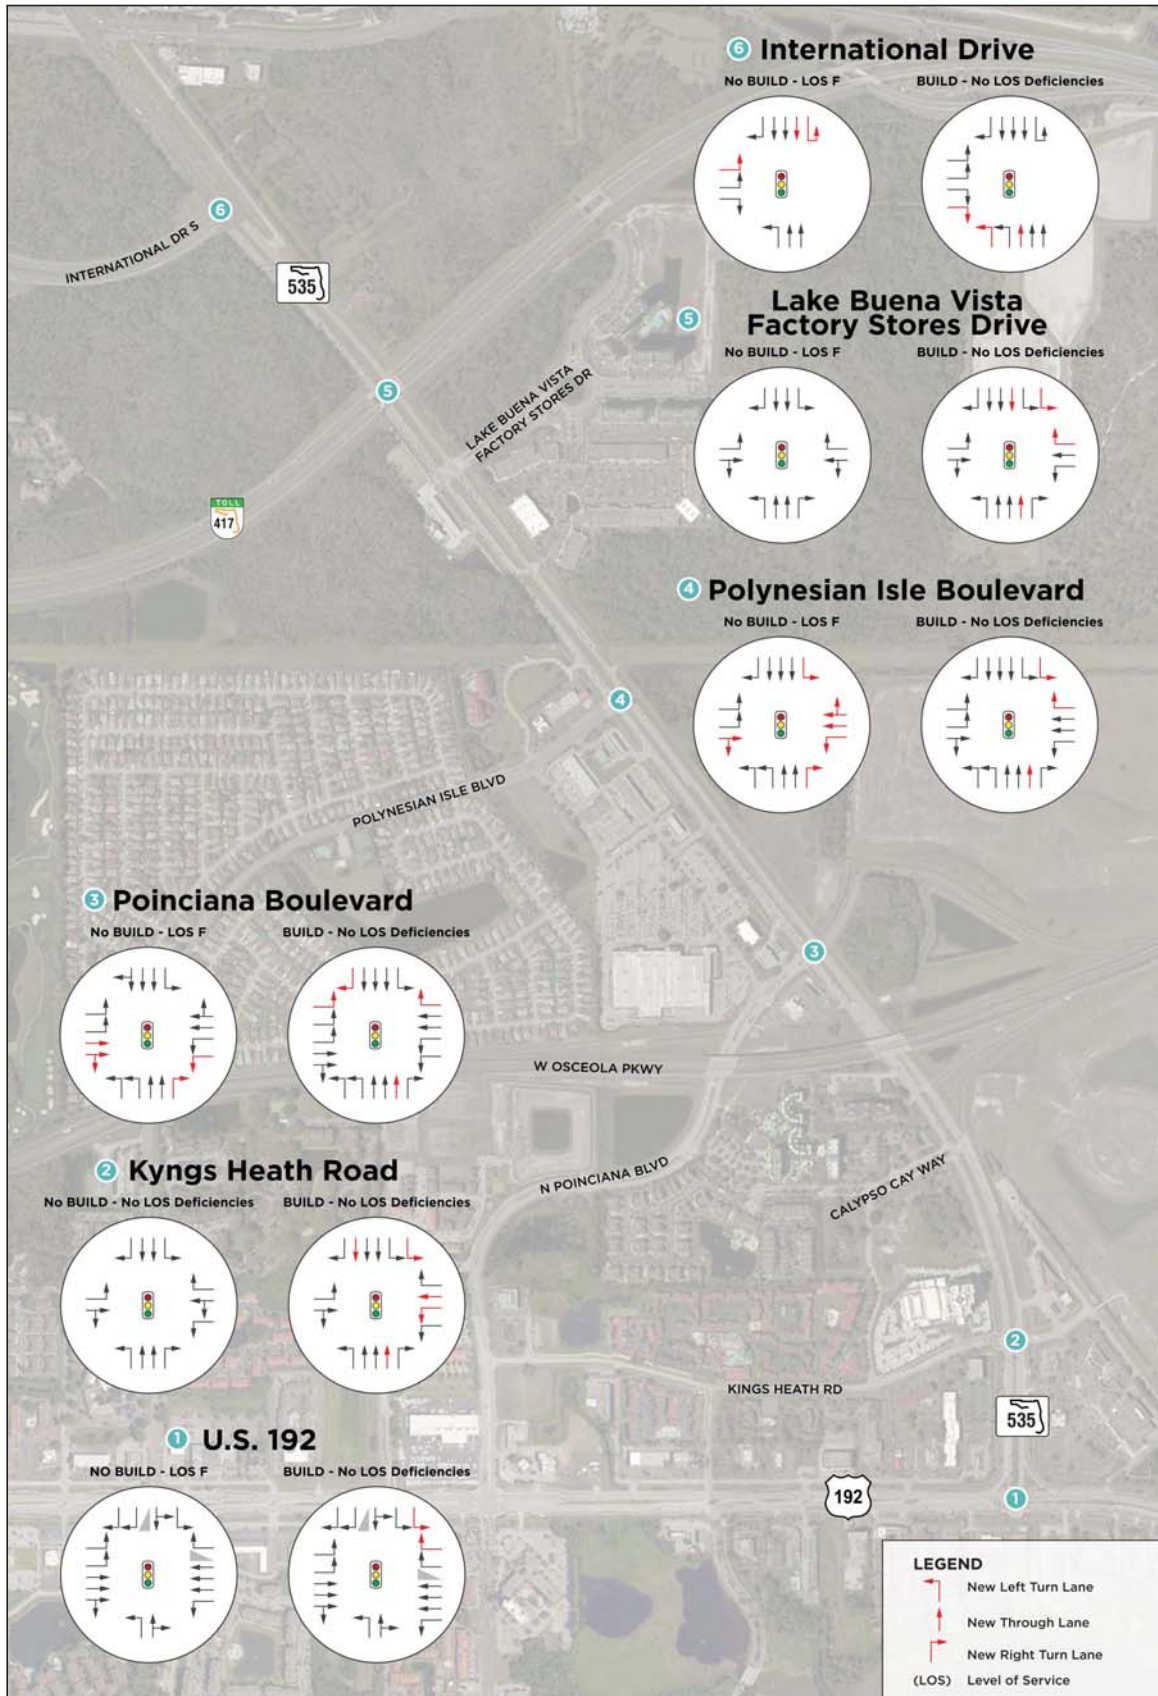 6 International Drive
No BUILD - LOS F
BUILD - No LOS Deficiencies
6
INTERNATIONAL DR S
535
Lake Buena Vista
Factory Stores Drive
5
No BUILD - LOS F
BUILD - No LOS Deficiencies
5
LAKE BUENA VISTA
FACTORY STORES DR
TOLL
417
4 Polynesian Isle Boulevard
No BUILD - LOS F
BUILD - No LOS Deficiencies
4
POLYNESIAN ISLE BLVD
3 Poinciana Boulevard
No BUILD - LOS F
BUILD - No LOS Deficiencies
3
W OSCEOLA PKWY
N POINCIANA BLVD
CALYPSO CAY WAY
2 Kyngs Heath Road
No BUILD - No LOS Deficiencies
BUILD - No LOS Deficiencies
2
KINGS HEATH RD
535
1 U.S. 192
NO BUILD - LOS F
BUILD - No LOS Deficiencies
192
1
LEGEND
New Left Turn Lane
New Through Lane
New Right Turn Lane
(LOS) Level of Service